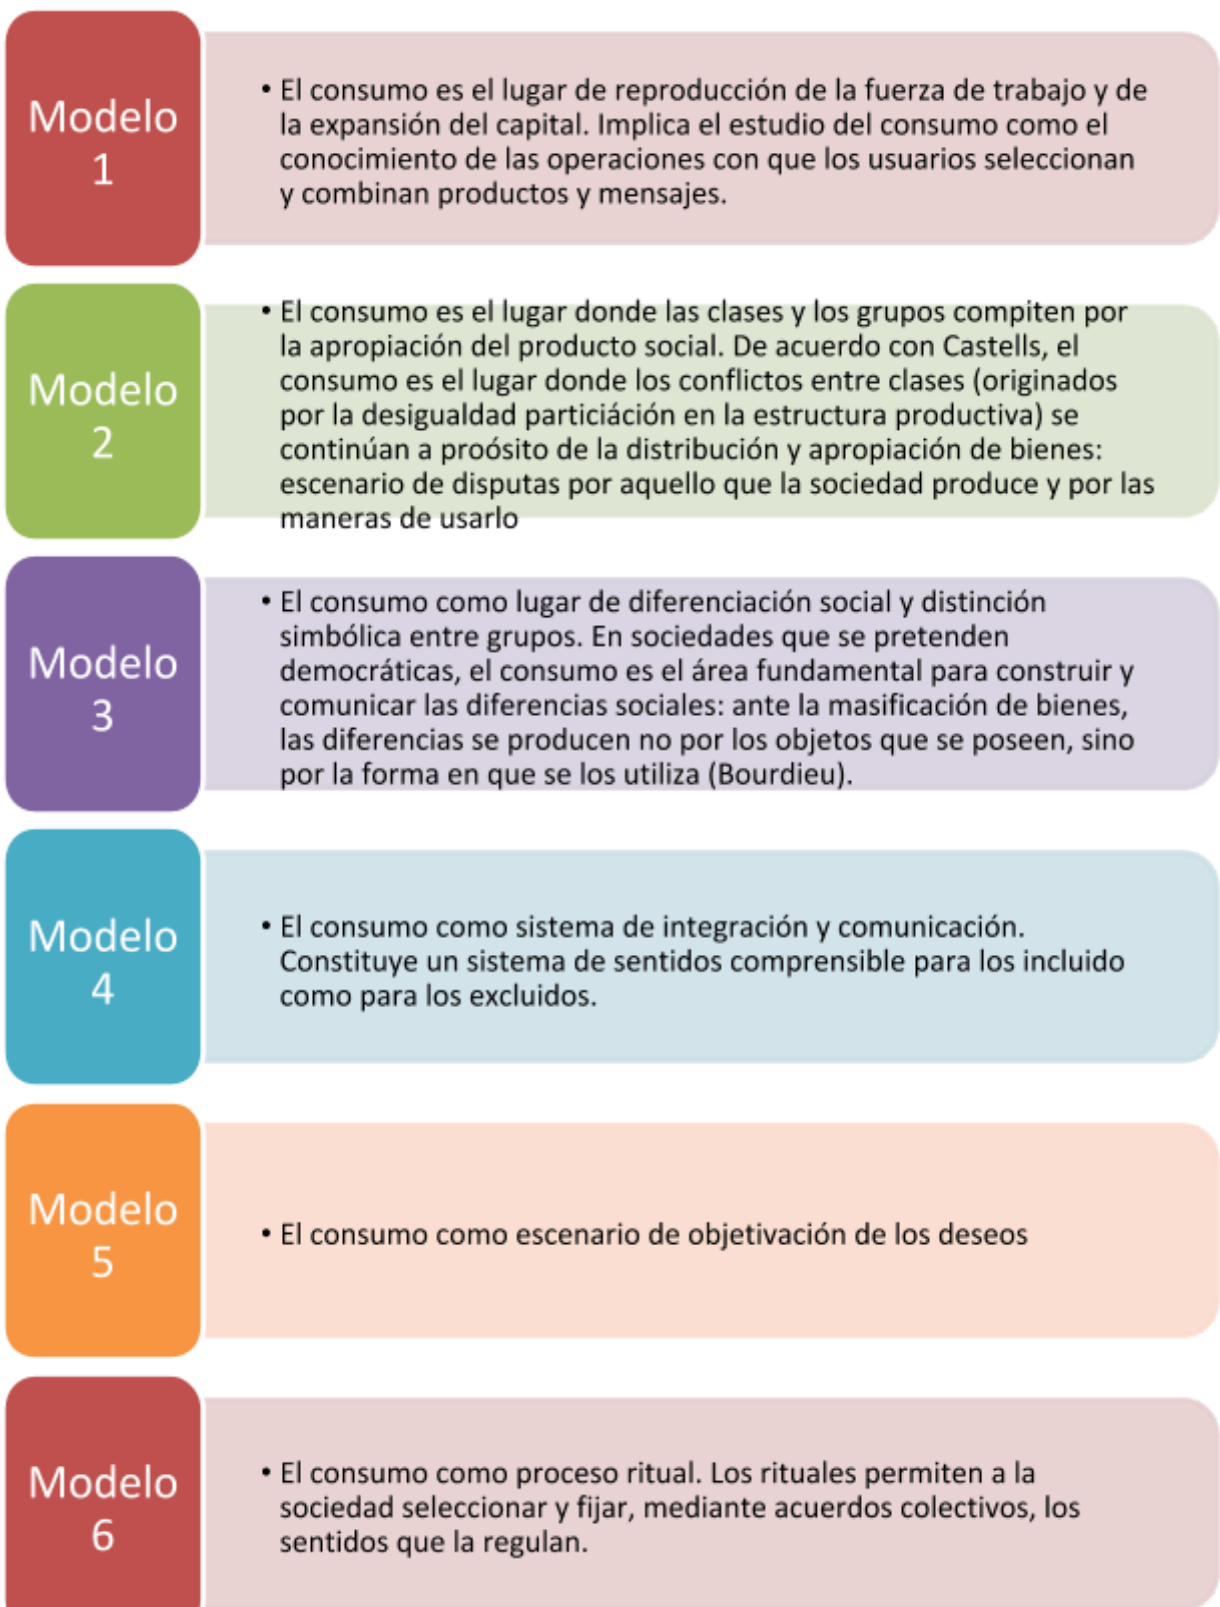 Modelo
1
• El consumo es el lugar de reproducción de la fuerza de trabajo y de
la expansión del capital. Implica el estudio del consumo como el
conocimiento de las operaciones con que los usuarios seleccionan
y combinan productos y mensajes.
Modelo
2
• El consumo es el lugar donde las clases y los grupos compiten por
la apropiación del producto social. De acuerdo con Castells, el
consumo es el lugar donde los conflictos entre clases (originados
por la desigualdad particiáción en la estructura productiva) se
continúan a proósito de la distribución y apropiación de bienes:
escenario de disputas por aquello que la sociedad produce y por las
maneras de usarlo
Modelo
3
• El consumo como lugar de diferenciación social y distinción
simbólica entre grupos. En sociedades que se pretenden
democráticas, el consumo es el área fundamental para construir y
comunicar las diferencias sociales: ante la masificación de bienes,
las diferencias se producen no por los objetos que se poseen, sino
por la forma en que se los utiliza (Bourdieu).
Modelo
4
• El consumo como sistema de integración y comunicación.
Constituye un sistema de sentidos comprensible para los incluido
como para los excluidos.
Modelo
5
• El consumo como escenario de objetivación de los deseos
Modelo
6
• El consumo como proceso ritual. Los rituales permiten a la
sociedad seleccionar y fijar, mediante acuerdos colectivos, los
sentidos que la regulan.